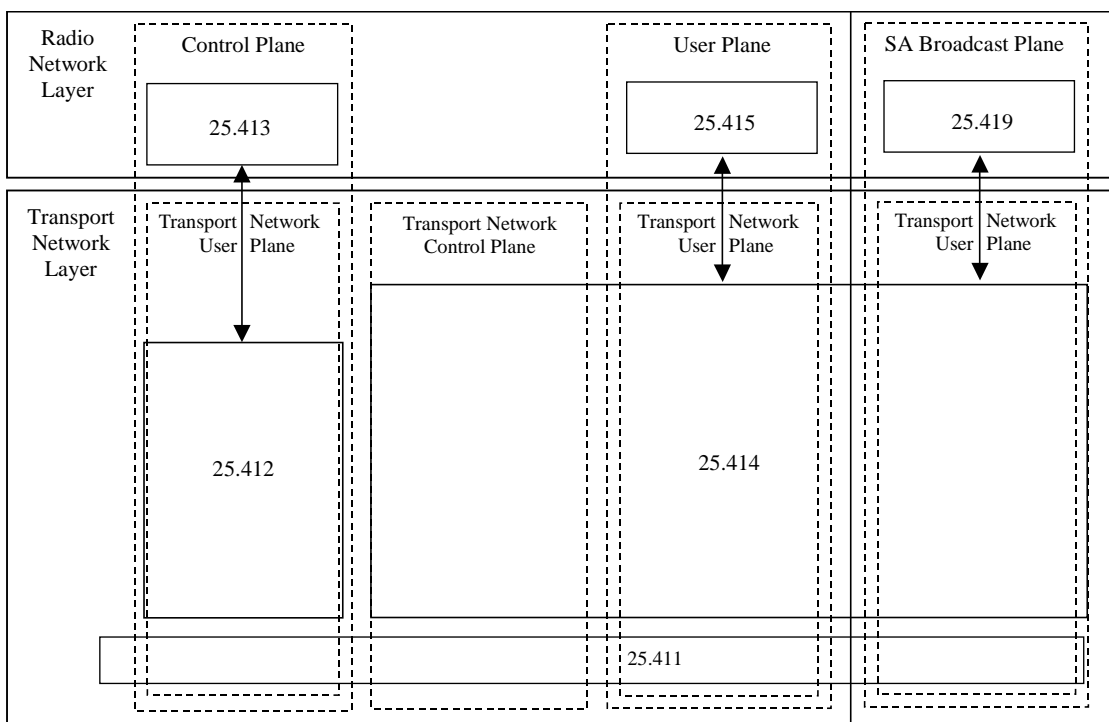 Radio
Network
Layer
Control Plane
User Plane
SA Broadcast Plane
25.413
25.415
25.419
Transport
Network
Layer
Transport Network
User Plane
Transport Network
Control Plane
Transport Network
User Plane
Transport Network
User Plane
25.412
25.414
25.411